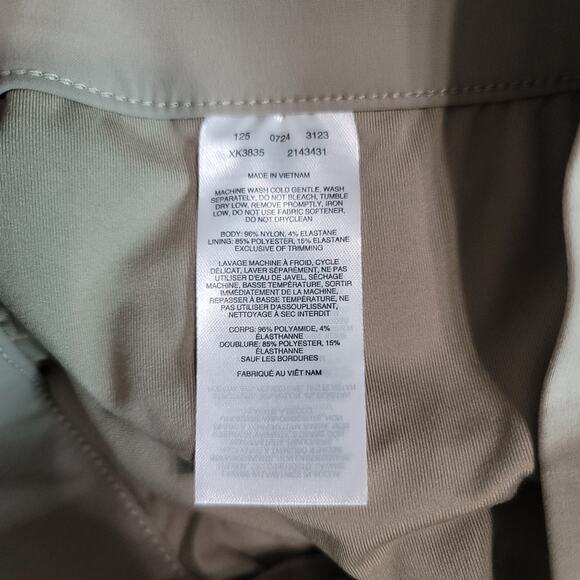 125 0724 3123
XK3835 2143431
MADE IN VIETNAM
MACHINE WASH COLD GENTLE, WASH
SEPARATELY, DO NOT BLEACH, TUMBLE
DRY LOW, REMOVE PROMPTLY, IRON
LOW, DO NOT USE FABRIC SOFTENER,
DO NOT DRYCLEAN
BODY: 96% NYLON, 4% ELASTANE
LINING: 85% POLYESTER, 15% ELASTANE
EXCLUSIVE OF TRIMMING
LAVAGE MACHINE À FROID, CYCLE
DÉLICAT, LAVER SÉPARÉMENT, NE PAS
UTILISER D'EAU DE JAVEL, SÉCHAGE
MACHINE, BASSE TEMPÉRATURE, SORTIR
IMMÉDIATEMENT DE LA MACHINE,
REPASSER À BASSE TEMPÉRATURE, NE
PAS UTILISER D'ASSOUPLISSANT,
NETTOYAGE À SEC INTERDIT
CORPS: 96% POLYAMIDE, 4%
ÉLASTHANNE
DOUBLURE: 85% POLYESTER, 15%
ÉLASTHANNE
SAUF LES BORDURES
FABRIQUÉ AU VIÊT NAM